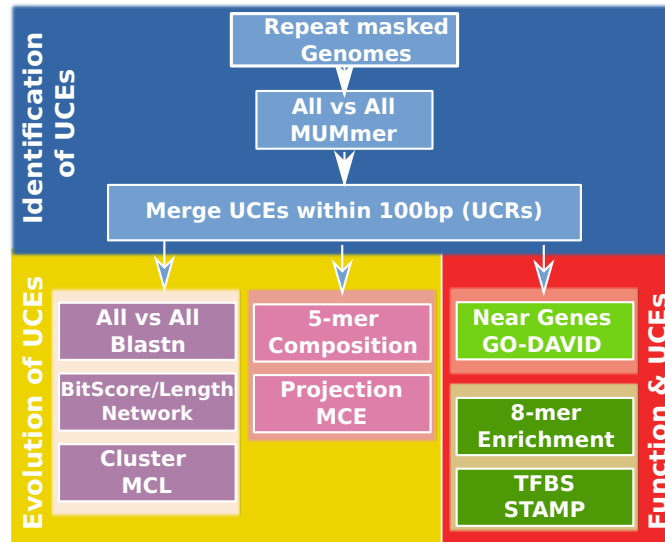 Identification
of UCEs
Repeat masked
Genomes
All vs All
MUMmer
Merge UCEs within 100bp (UCRs)
Evolution of UCEs
All vs All
Blastn
BitScore/Length
Network
Cluster
MCL
5-mer
Composition
Projection
MCE
Near Genes
GO-DAVID
8-mer
Enrichment
TFBS
STAMP
Function & UCEs